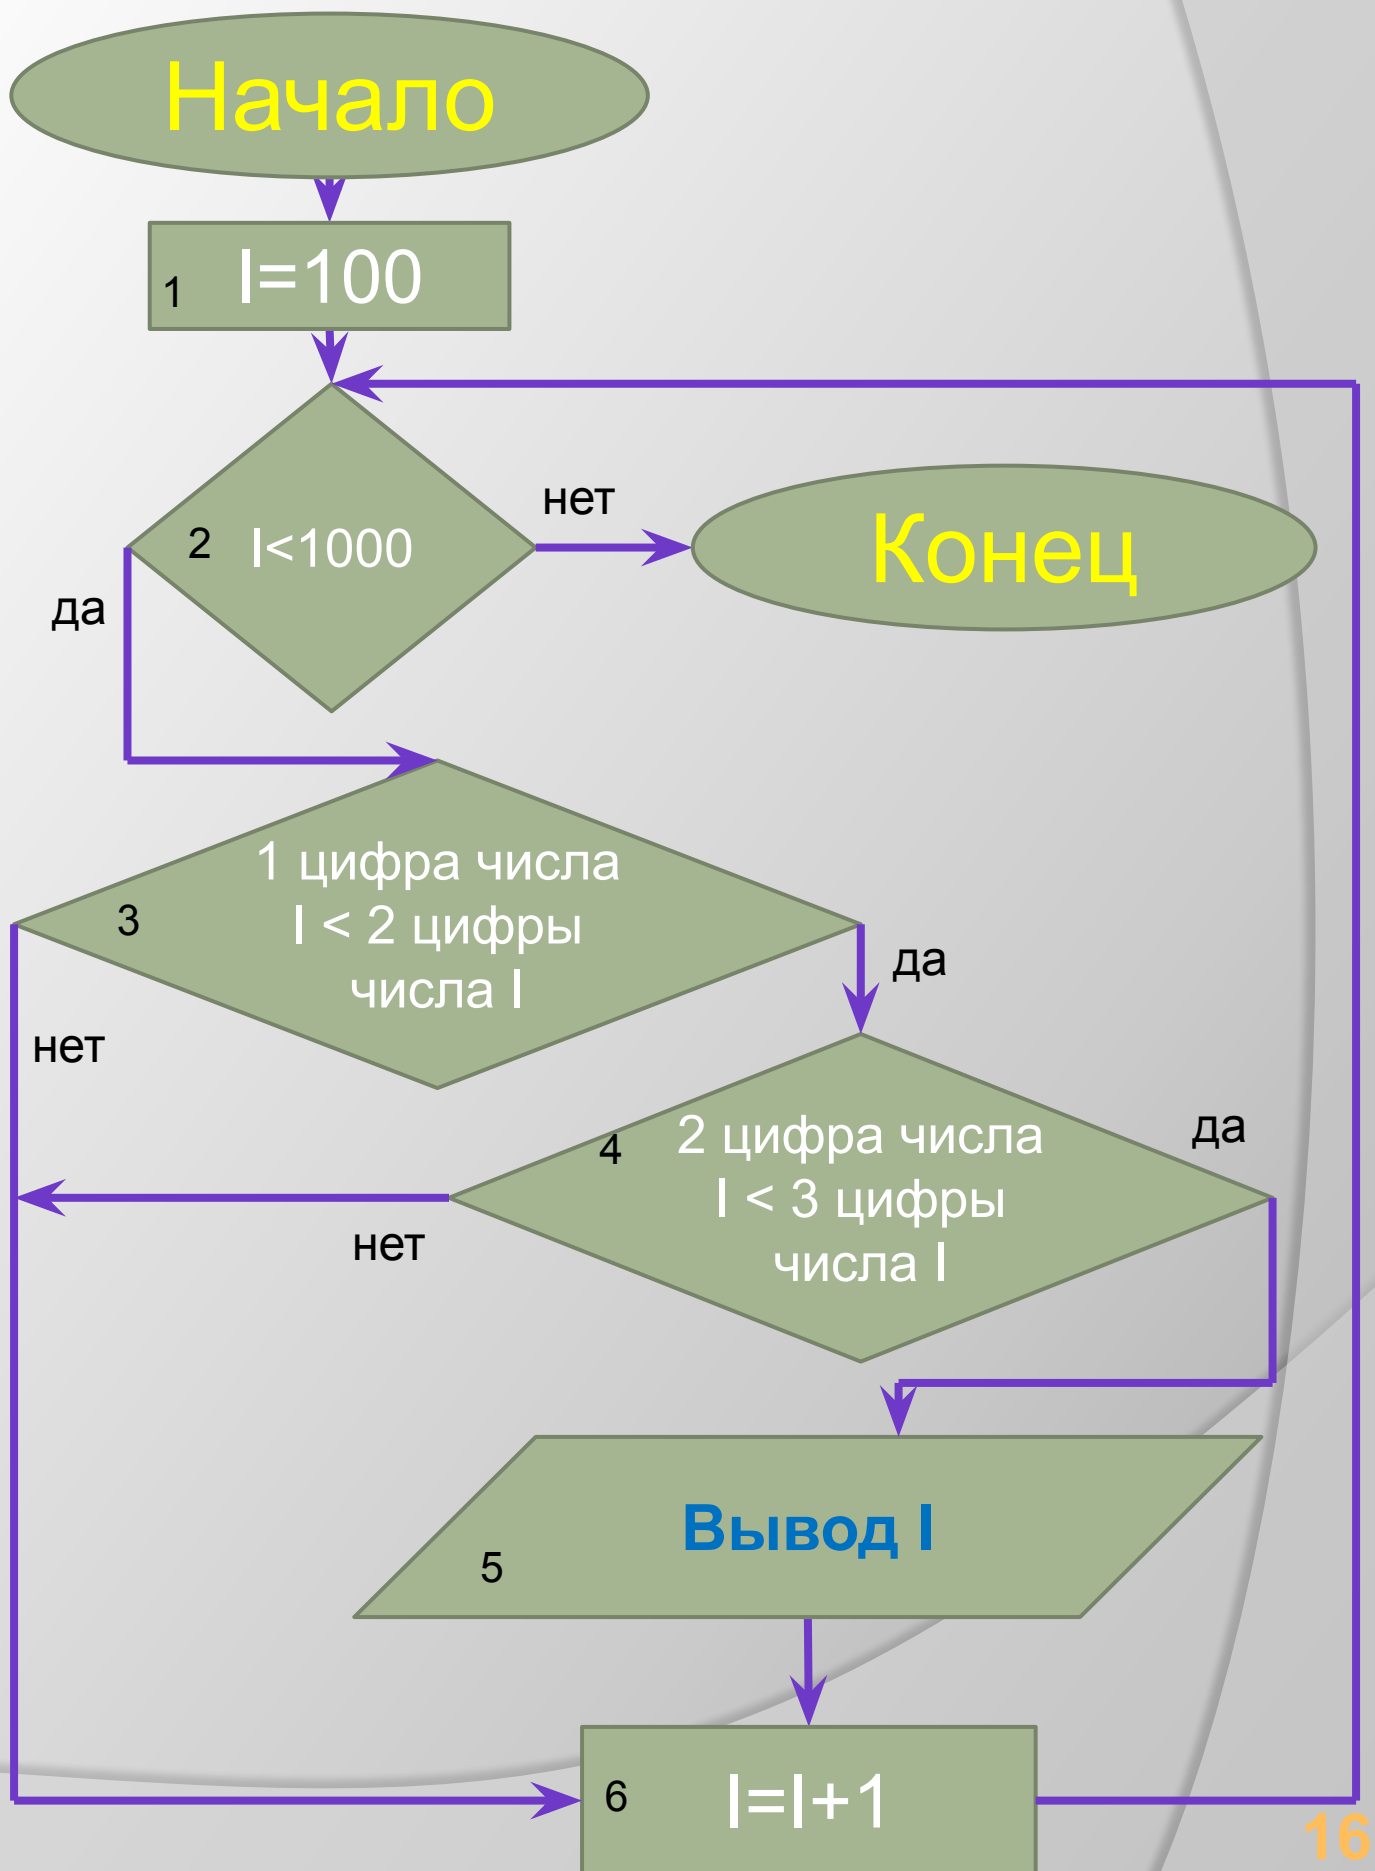 Начало
1 I=100
2 I<1000
нет
Конец
да
1 цифра числа
3 I < 2 цифры
числа I
да
нет
2 цифра числа
4
I < 3 цифры
числа I
да
нет
Вывод I
5
6 I=I+1
16